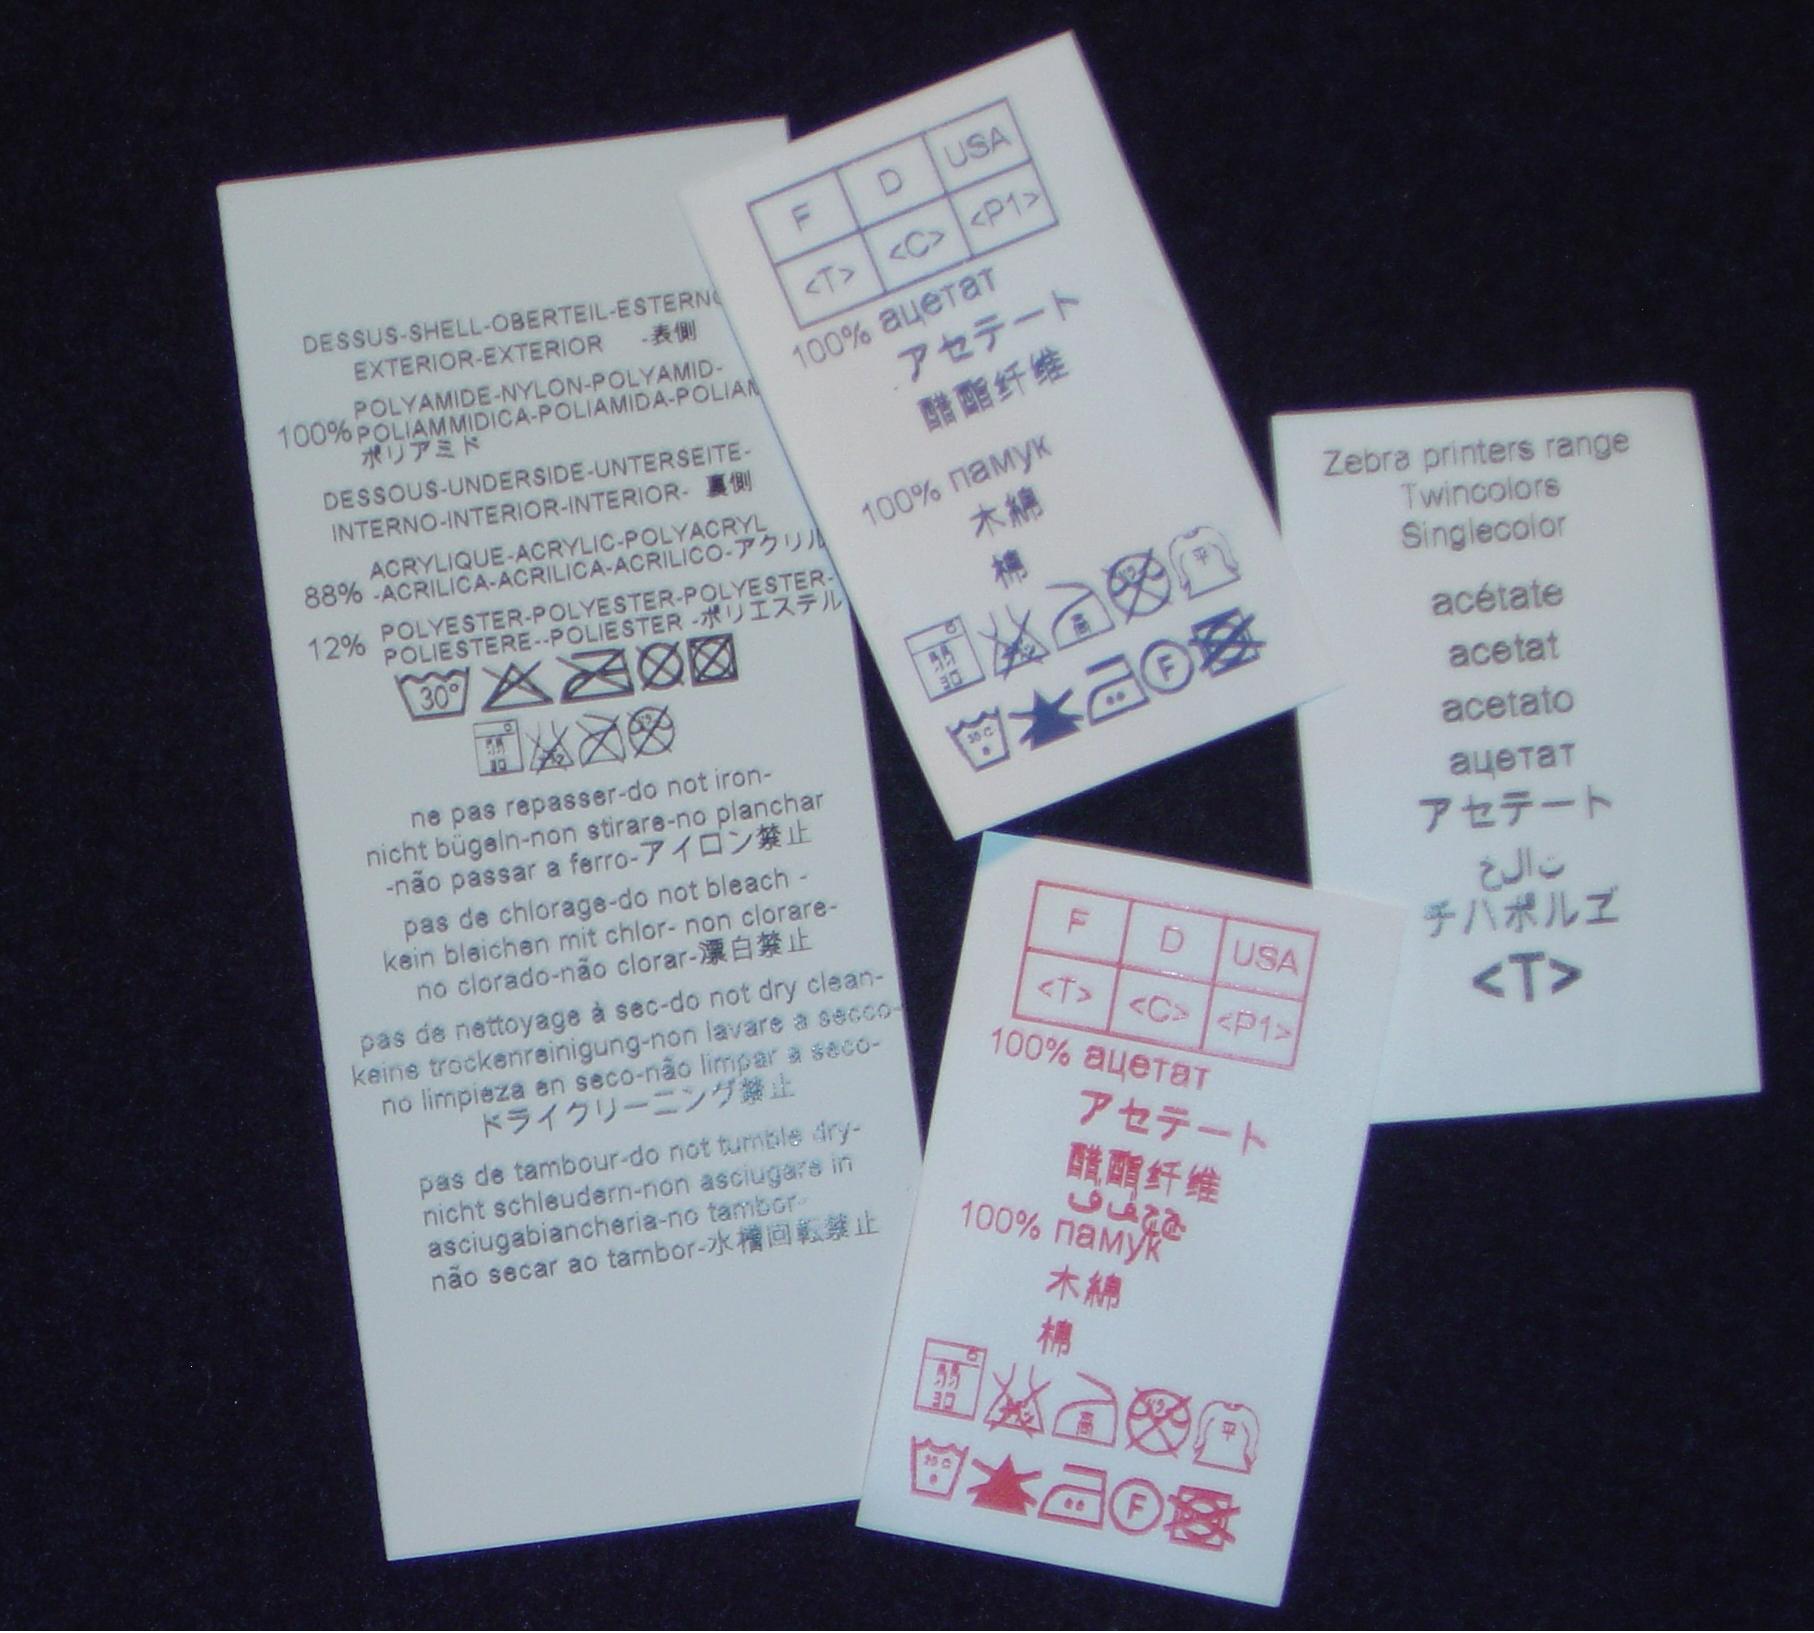 DESSUS-SHELL-OBERTEIL-ESTERNO
EXTERIOR-EXTERIOR -表側
POLYAMIDE-NYLON-POLYAMID-
100% POLIAMMIDICA-POLIAMIDA-POLIAM
ポリアミド
DESSOUS-UNDERSIDE-UNTERSEITE-
INTERNO-INTERIOR-INTERIOR- 裏側
ACRYLIQUE-ACRYLIC-POLYACRYL
88% -ACRILICA-ACRILICA-ACRILICO-アクリル
POLYESTER-POLYESTER-POLYESTER-
12% POLIESTERE--POLIESTER -ポリエステル
30°
ne pas repasser-do not iron-
nicht bügeln-non stirare-no planchar
-não passar a ferro-アイロン禁止
pas de chlorage-do not bleach -
kein bleichen mit chlor- non clorare-
no clorado-não clorar-漂白禁止
pas de nettoyage à sec-do not dry clean-
keine trockenreinigung-non lavare a secco-
no limpieza en seco-não limpar a seco-
ドライクリーニング禁止
pas de tambour-do not tumble dry-
nicht schleudern-non asciugare in
asciugabiancheria-no tambor-
não secar ao tambor-水槽回転禁止
F D USA
<T> <C> <P1>
100% ацетат
アセテート
醋酯纤维
100% памук
木綿
棉
高 平
F
Zebra printers range
Twincolors
Singlecolor
acétate
acetat
acetato
ацетат
アセテート
チハポルヱ
<T>
F D USA
<T> <C> <P1>
100% ацетат
アセテート
醋酯纤维
100% памук
木綿
棉
高 平
F